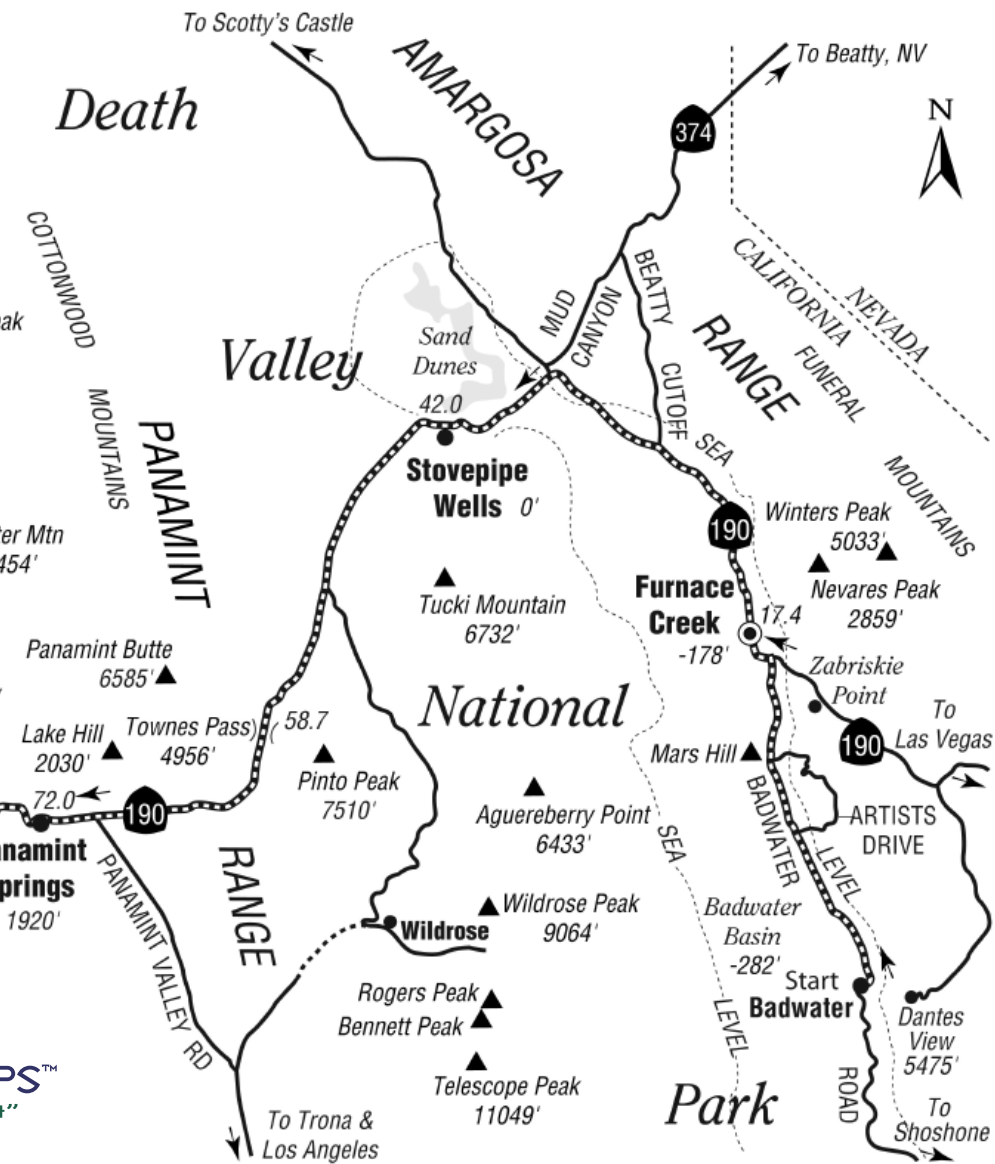 To Scotty's Castle
AMARGOSA
To Beatty, NV
Death
374
N
COTTONWOOD
MOUNTAINS
CALIFORNIA
NEVADA
BEATTY
CUTOFF
MUD
CANYON
RANGE
FUNERAL
MOUNTAINS
Valley
Sand
Dunes
42.0
PANAMINT
Stovepipe
Wells 0'
SEA
190
Winters Peak
5033'
Nevares Peak
2859'
454'
Tucki Mountain
6732'
Furnace
Creek
-178'
17.4
Zabriskie
Point
Panamint Butte
6585'
National
To
Las Vegas
190
Lake Hill
2030'
Townes Pass) (
4956'
58.7
Pinto Peak
7510'
Mars Hill
72.0
190
Aguereberry Point
6433'
BADWATER
ARTISTS
DRIVE
SEA
LEVEL
1920'
PANAMINT VALLEY RD
RANGE
Wildrose
Wildrose Peak
9064'
Badwater
Basin
-282'
Start
Badwater
Rogers Peak
Bennett Peak
LEVEL
Dantes
View
5475'
Telescope Peak
11049'
Park
ROAD
To
Shoshone
PS™
To Trona &
Los Angeles